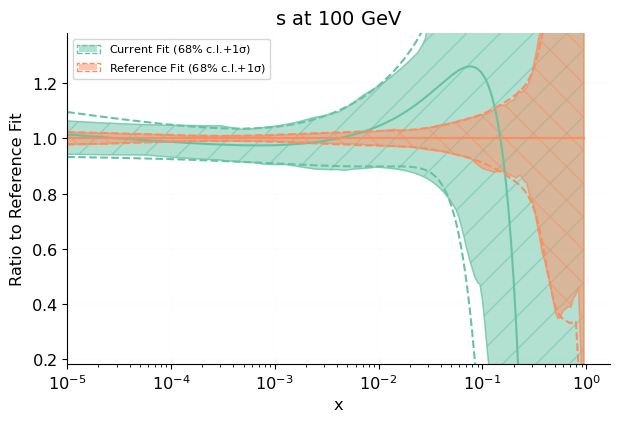 s at 100 GeV
Current Fit (68% c.l.+1σ)
Reference Fit (68% c.l.+1σ)
Ratio to Reference Fit
1.2
1.0
0.8
0.6
0.4
0.2
10⁻⁵ 10⁻⁴ 10⁻³ 10⁻² 10⁻¹ 10⁰
x